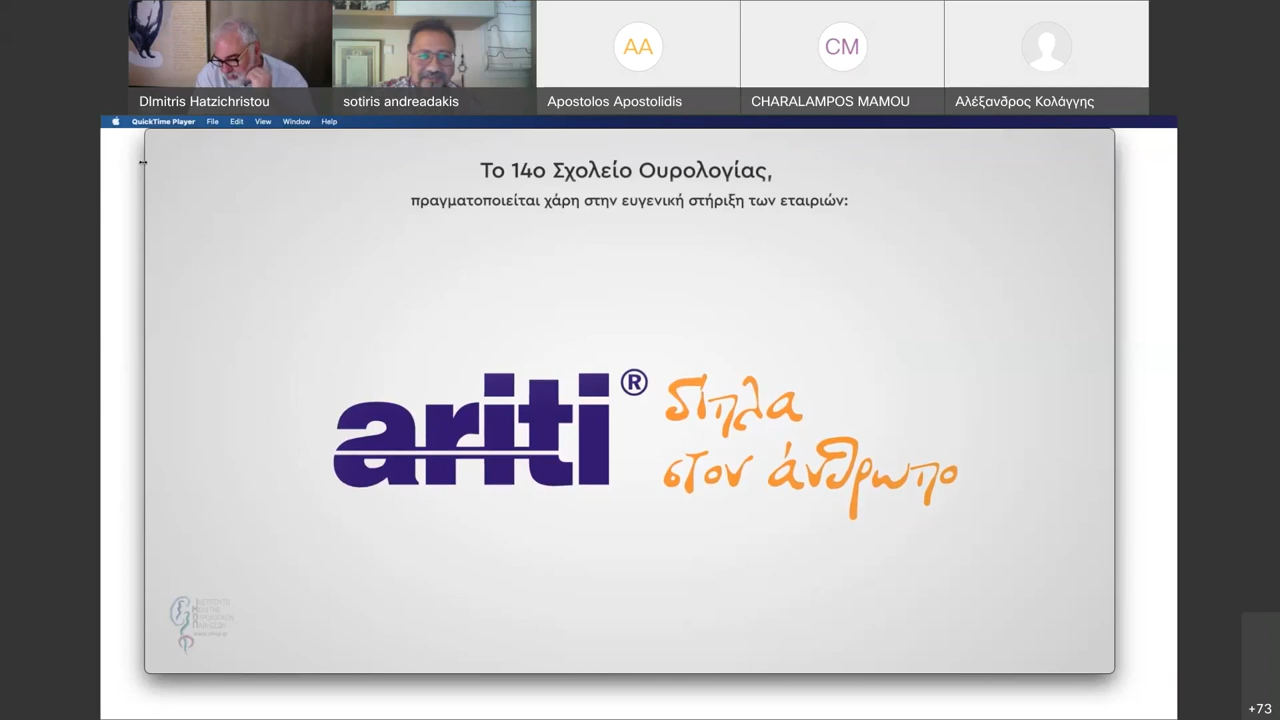 DImitris Hatzichristou
sotiris andreadakis
AA
Apostolos Apostolidis
CM
CHARALAMPOS MAMOU
Αλέξανδρος Κολάγγης
QuickTime Player File Edit View Window Help
Το 14ο Σχολείο Ουρολογίας,
πραγματοποιείται χάρη στην ευγενική στήριξη των εταιριών:
ariti®
δίπλα
στον άνθρωπο
+73